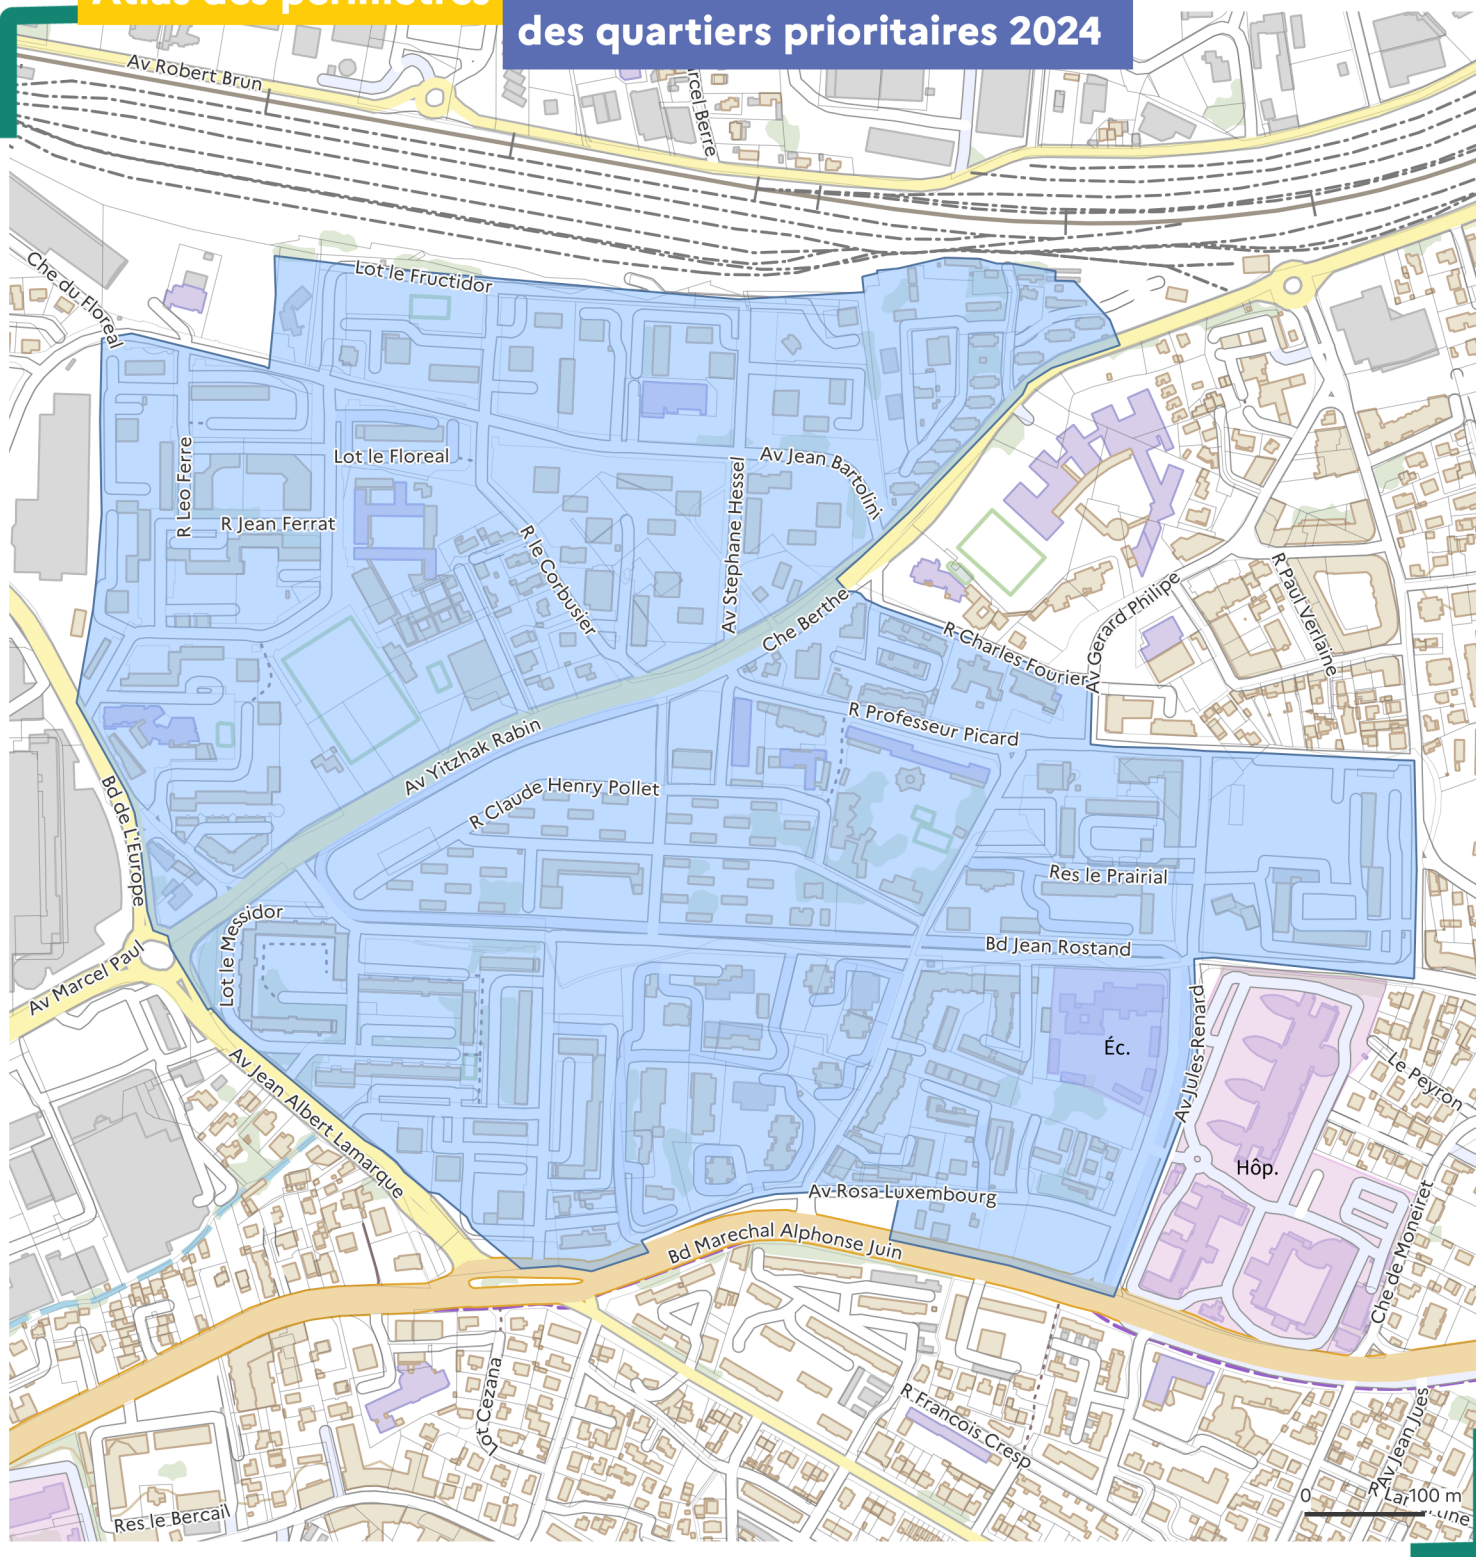 Atlas des périmètres
des quartiers prioritaires 2024
Av Robert Brun
Che du Floreal
Lot le Fructidor
R Leo Ferre
Lot le Floreal
R Jean Ferrat
Av Jean Bartolini
Av Stephane Hessel
R le Corbusier
Che Berthe
R Charles Fourier
Av Gerard Philipe
R Paul Verlaine
R Professeur Picard
Av Yitzhak Rabin
R Claude Henry Pollet
Bd de L'Europe
Res le Prairial
Lot le Messidor
Bd Jean Rostand
Av Marcel Paul
Av Jules Renard
Éc.
Le Peyron
Av Jean Albert Lamarque
Hôp.
Av Rosa Luxembourg
Bd Marechal Alphonse Juin
Che de Moneiret
Lot Cezana
R Francois Cresp
Av Jean Jues
Res le Bercail
0 100 m